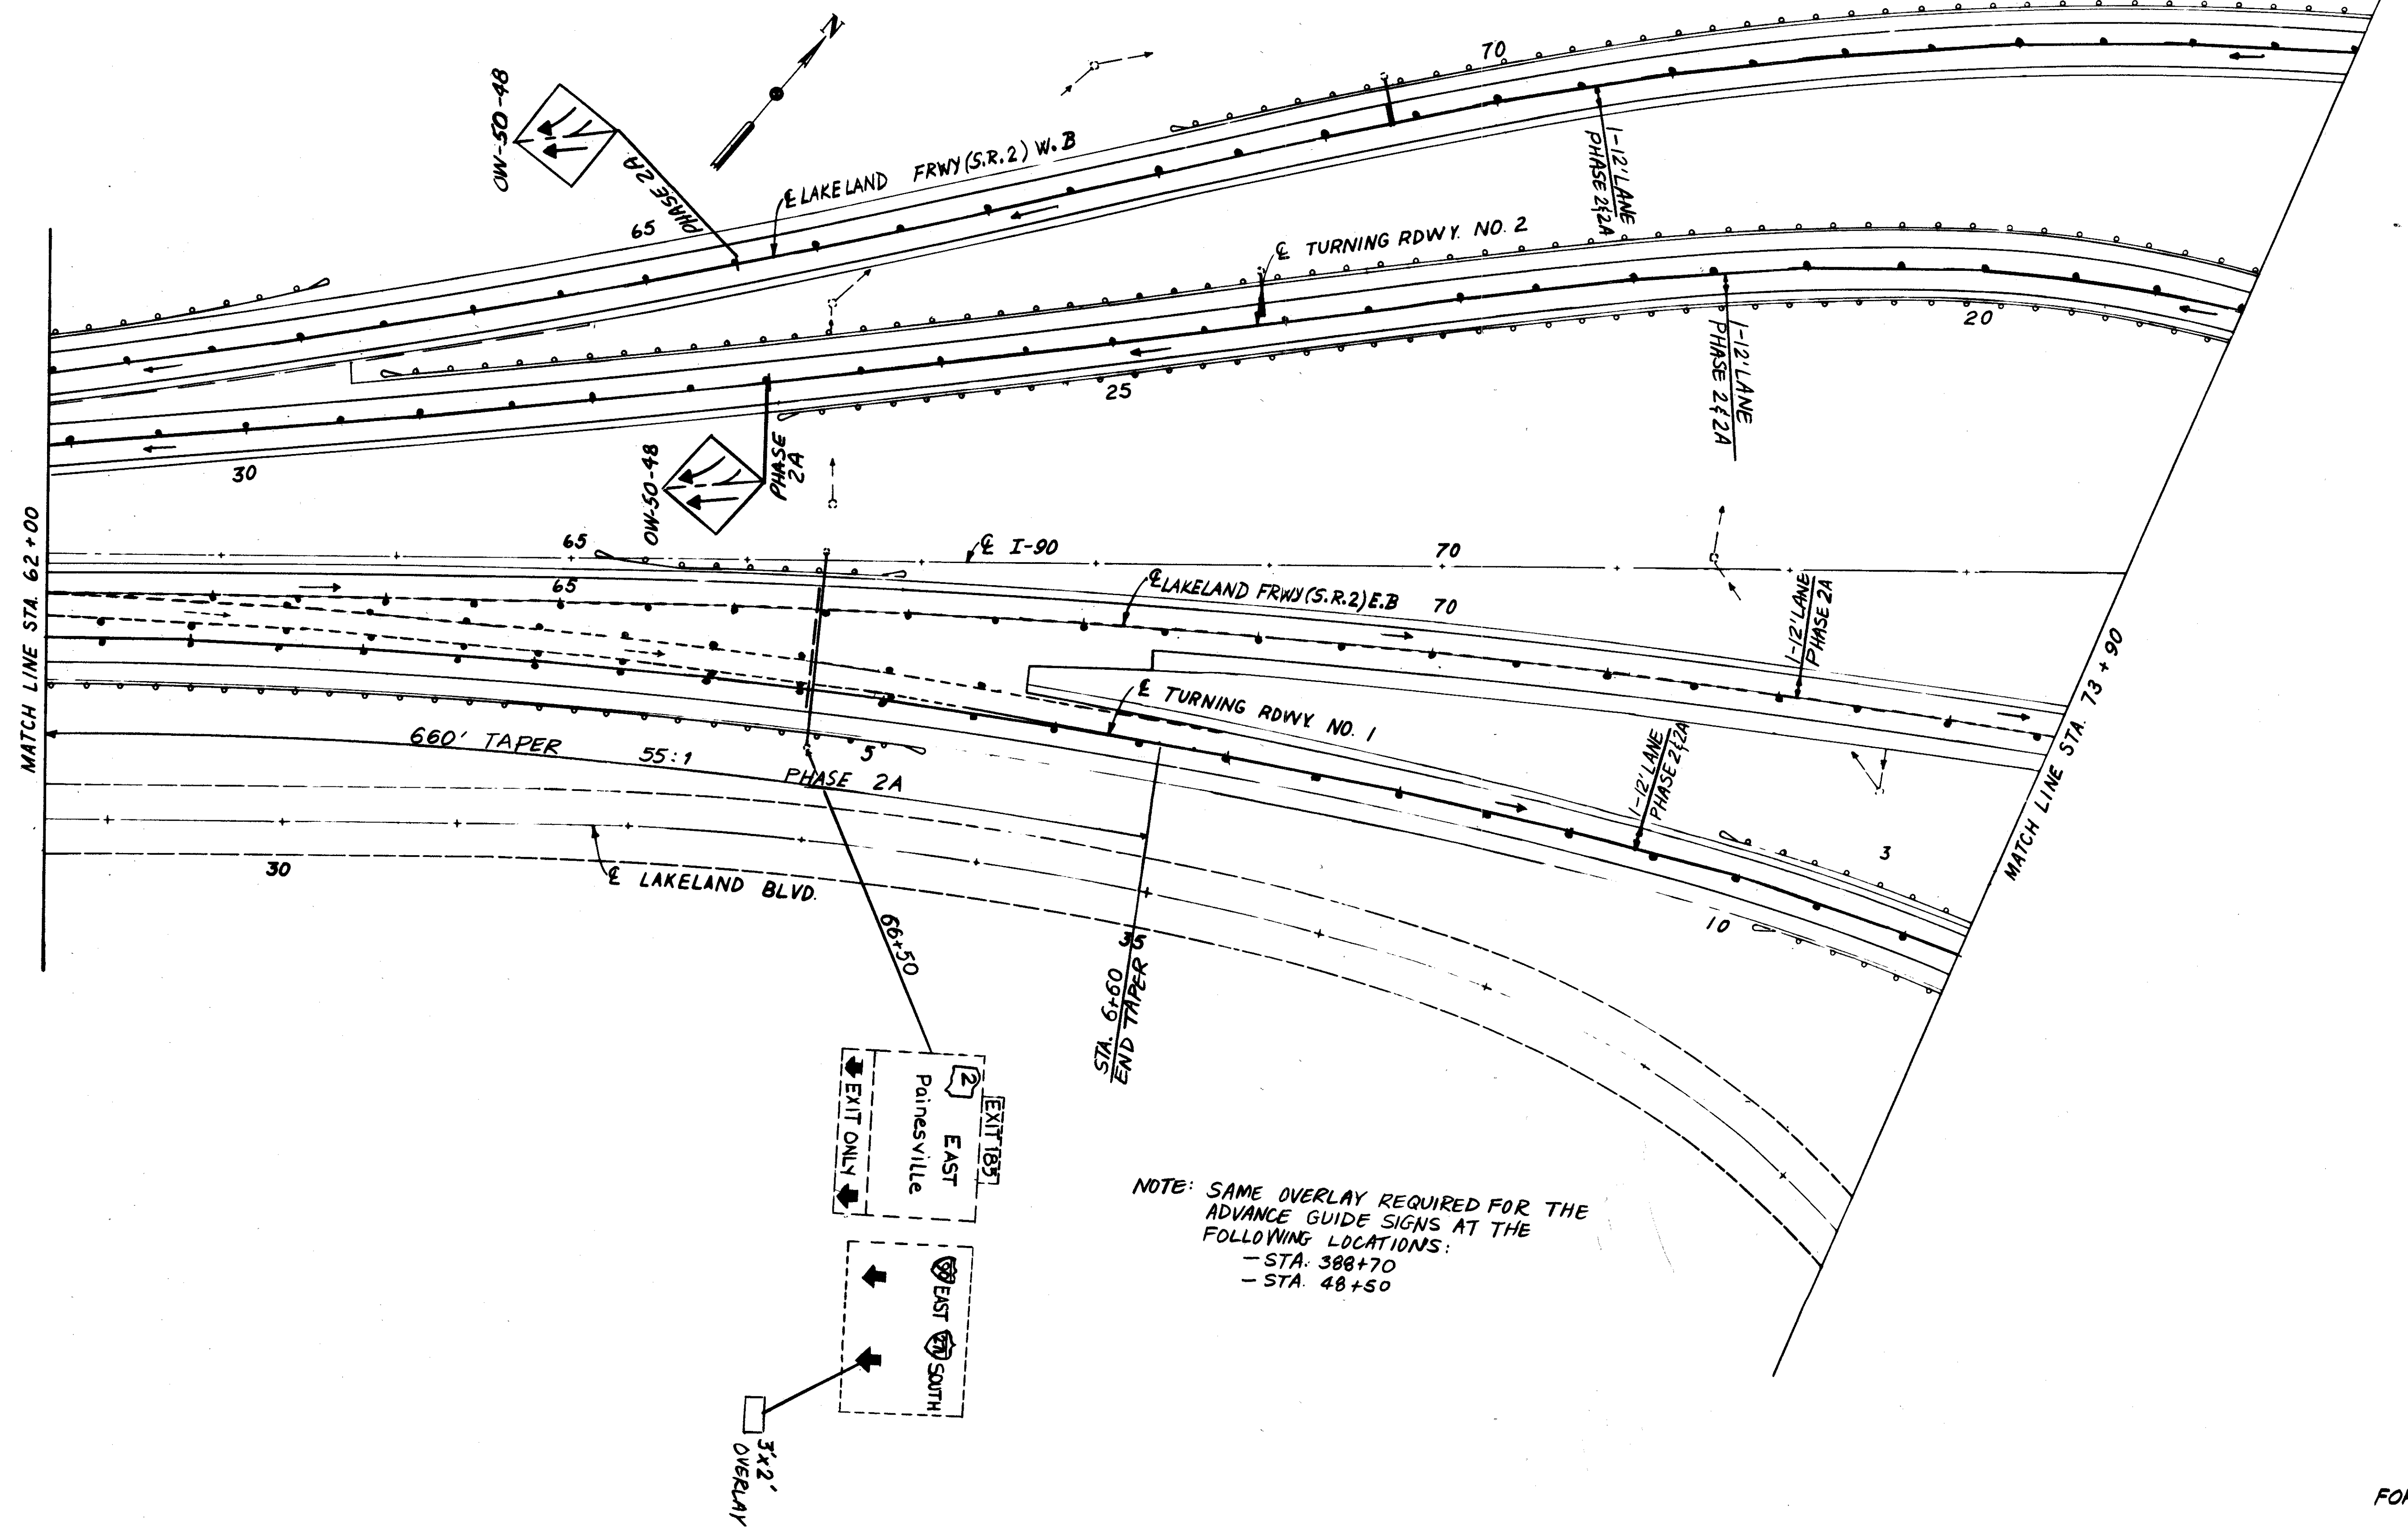 N
70
OW-50-48
PHASE 2A
65
℄ LAKELAND FRWY (S.R.2) W.B
1-12' LANE
PHASE 2&2A
℄ TURNING RDWY. NO. 2
20
1-12' LANE
PHASE 2&2A
25
30
OW-50-48
PHASE
2A
MATCH LINE STA. 62+00
65
℄ I-90
70
65
℄ LAKELAND FRWY (S.R.2) E.B
70
1-12' LANE
PHASE 2A
MATCH LINE STA. 73+90
℄ TURNING RDWY. NO. 1
1-12' LANE
PHASE 2&2A
660' TAPER 55:1
PHASE 2A
5
3
10
30
℄ LAKELAND BLVD.
66+50
35
STA. 6+60
END TAPER
EXIT 185
2 EAST
Painesville
EXIT ONLY
90 EAST 271 SOUTH
3'x2'
OVERLAY
NOTE: SAME OVERLAY REQUIRED FOR THE
ADVANCE GUIDE SIGNS AT THE
FOLLOWING LOCATIONS:
- STA. 388+70
- STA. 48+50